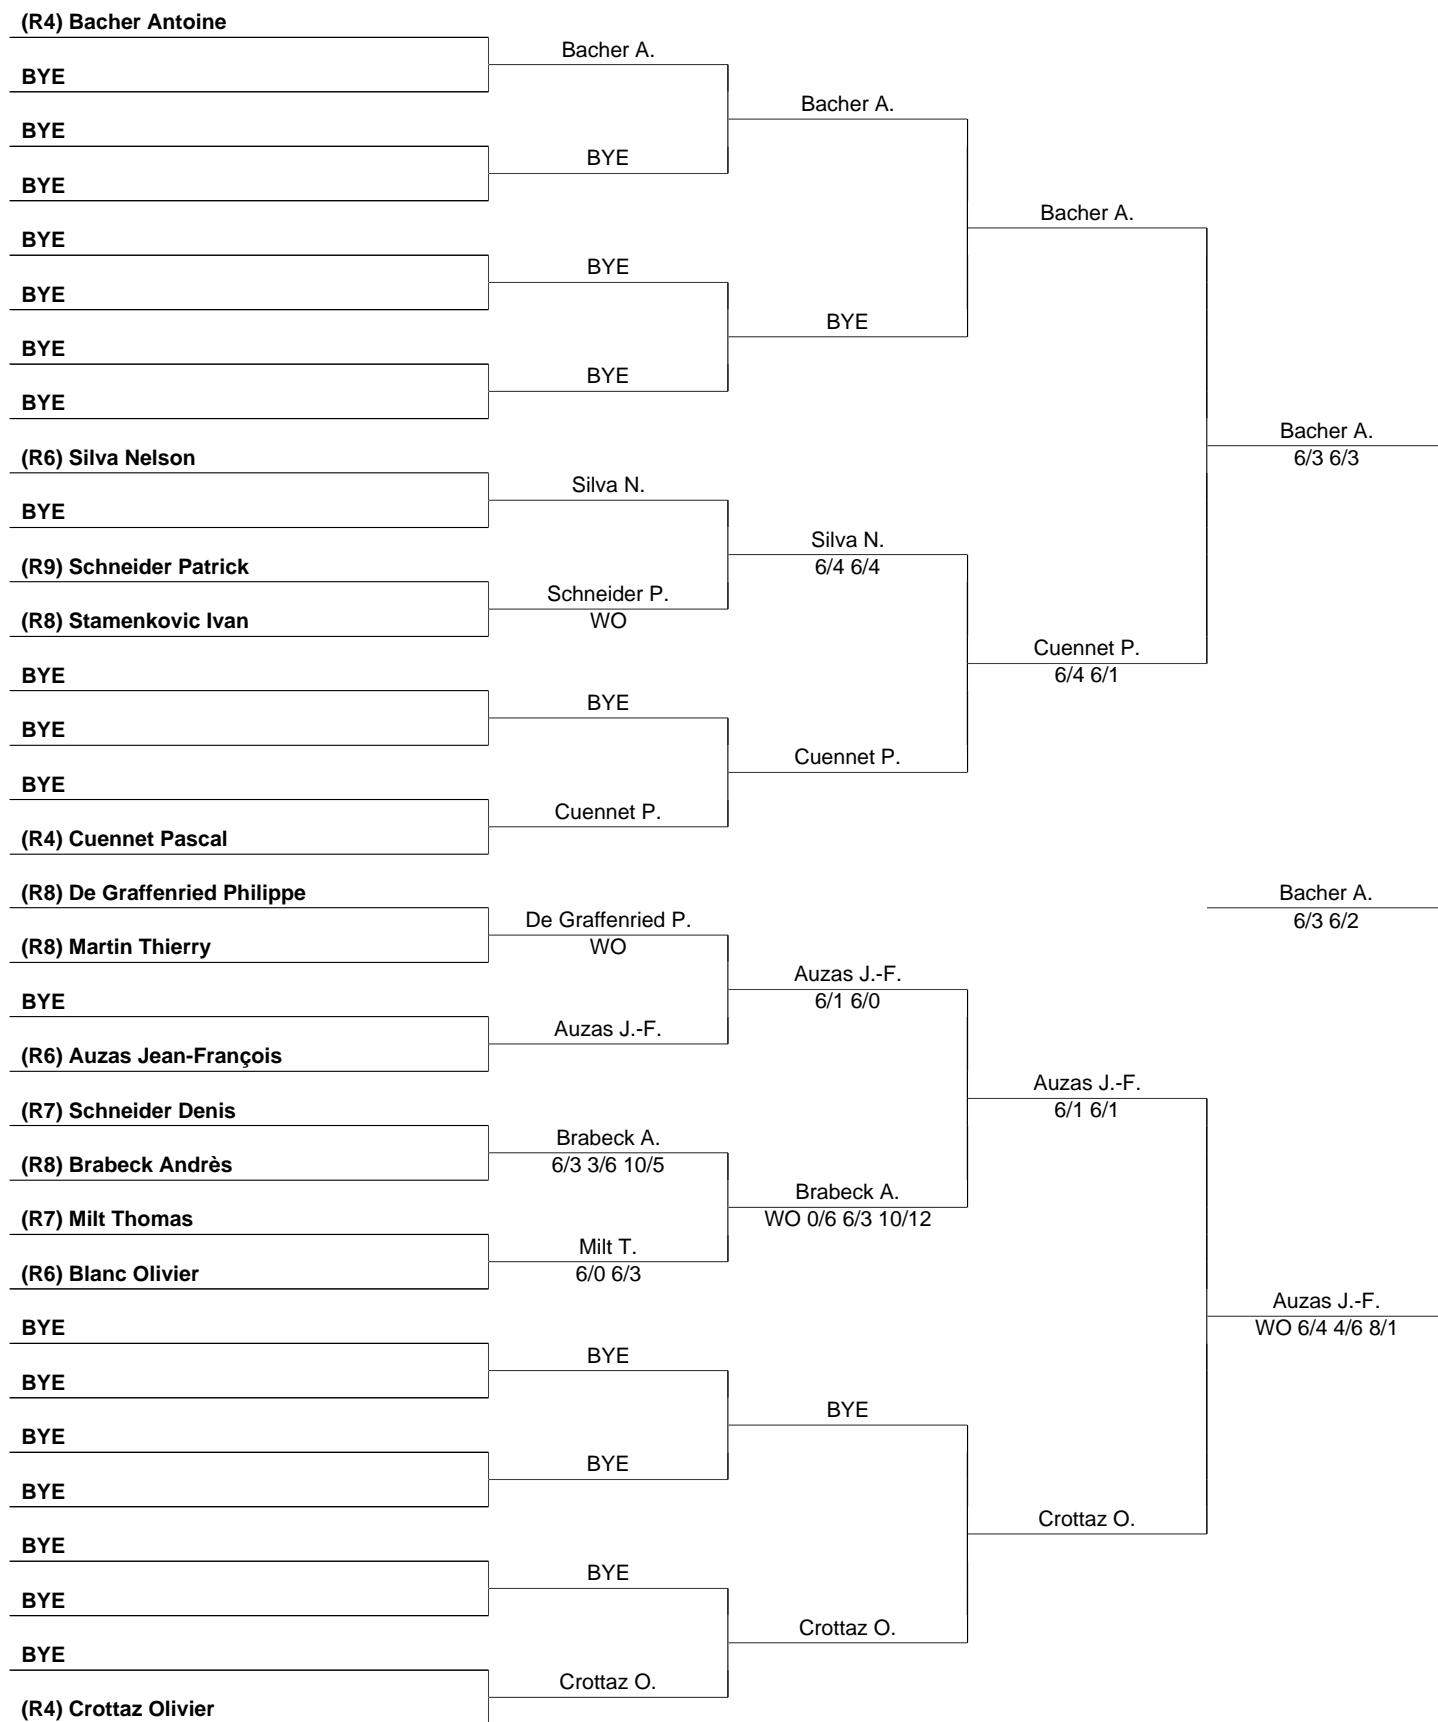 (R4) Bacher Antoine
Bacher A.
BYE
Bacher A.
BYE
BYE
BYE
Bacher A.
BYE
BYE
BYE
BYE
BYE
BYE
BYE
Bacher A.
6/3 6/3
(R6) Silva Nelson
Silva N.
BYE
Silva N.
6/4 6/4
(R9) Schneider Patrick
Schneider P.
WO
(R8) Stamenkovic Ivan
Cuennet P.
6/4 6/1
BYE
BYE
BYE
Cuennet P.
BYE
Cuennet P.
(R4) Cuennet Pascal
(R8) De Graffenried Philippe
Bacher A.
6/3 6/2
De Graffenried P.
WO
(R8) Martin Thierry
Auzas J.-F.
6/1 6/0
BYE
Auzas J.-F.
(R6) Auzas Jean-François
Auzas J.-F.
6/1 6/1
(R7) Schneider Denis
Brabeck A.
6/3 3/6 10/5
(R8) Brabeck Andrès
Brabeck A.
WO 0/6 6/3 10/12
(R7) Milt Thomas
Milt T.
6/0 6/3
(R6) Blanc Olivier
Auzas J.-F.
WO 6/4 4/6 8/1
BYE
BYE
BYE
BYE
BYE
BYE
BYE
Crottaz O.
BYE
BYE
BYE
Crottaz O.
BYE
Crottaz O.
(R4) Crottaz Olivier